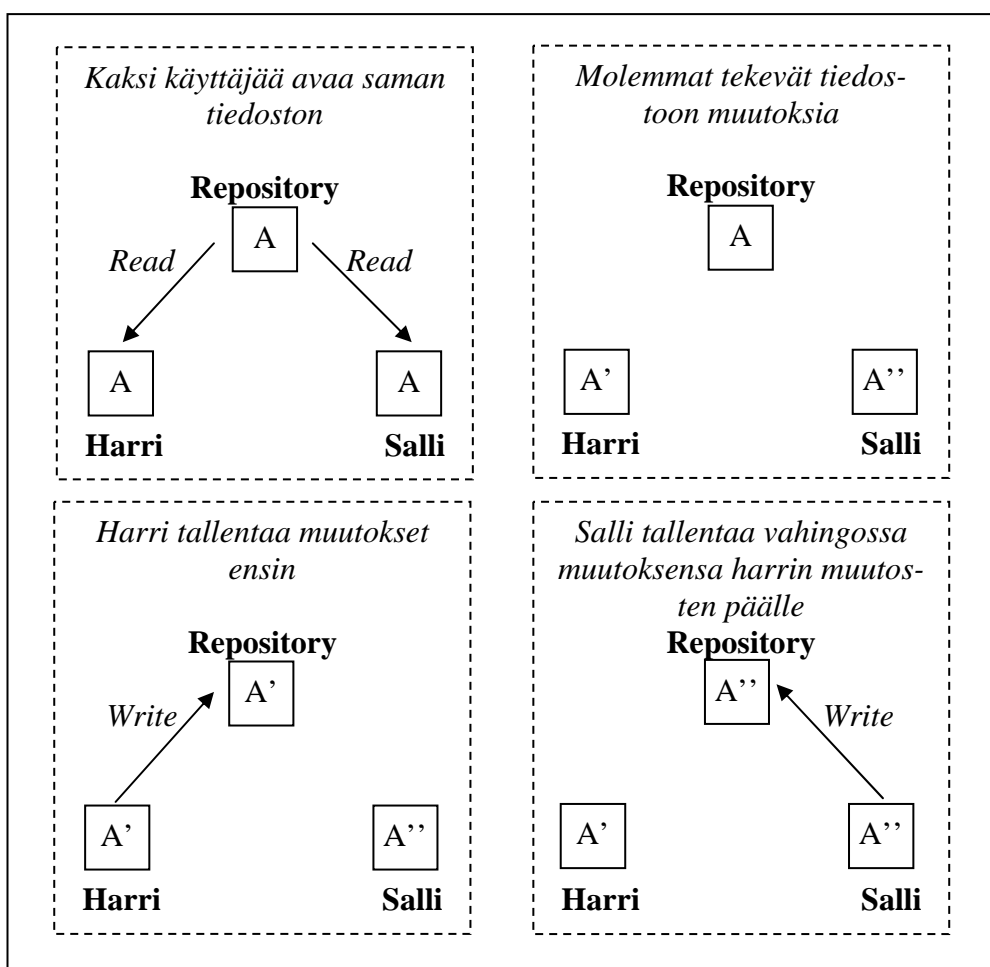 Kaksi käyttäjää avaa saman
tiedoston
Repository
A
Read
Read
A
A
Harri
Salli
Molemmat tekevät tiedos-
toon muutoksia
Repository
A
A'
A''
Harri
Salli
Harri tallentaa muutokset
ensin
Repository
A'
Write
A'
A''
Harri
Salli
Salli tallentaa vahingossa
muutoksensa harrin muutos-
ten päälle
Repository
A''
Write
A'
A''
Harri
Salli